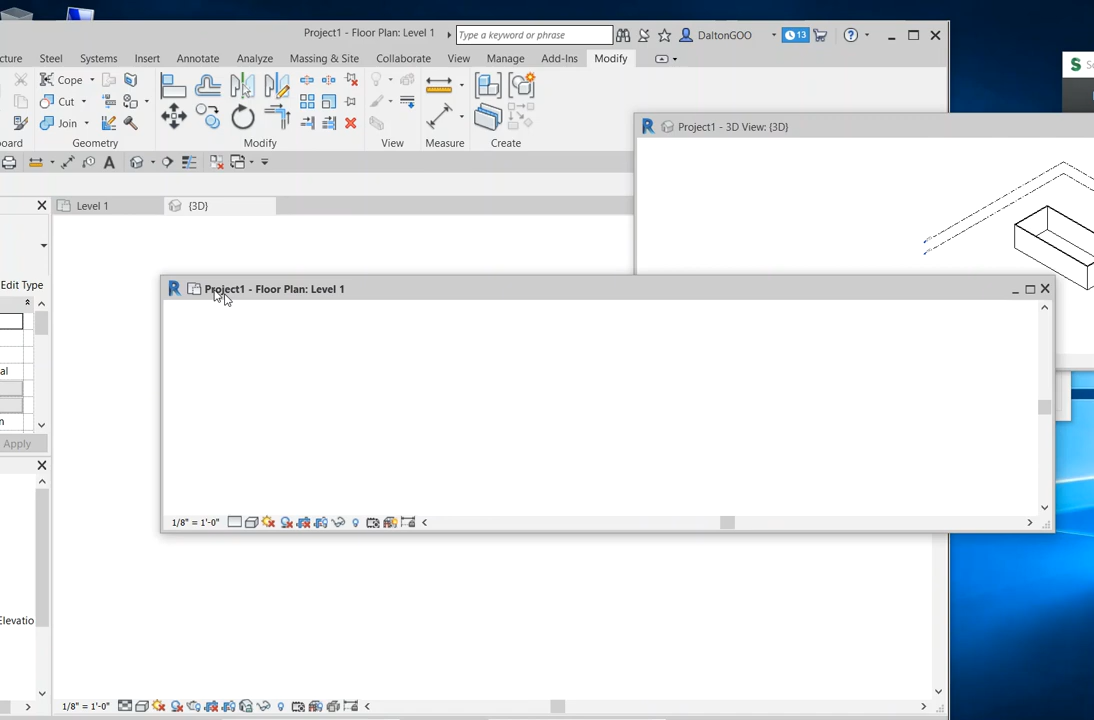 Project1 - Floor Plan: Level 1
Type a keyword or phrase
DaltonGOO
13
cture Steel Systems Insert Annotate Analyze Massing & Site Collaborate View Manage Add-Ins Modify
Cope
Cut
Join
board Geometry Modify View Measure Create
Project1 - 3D View: {3D}
Level 1
{3D}
Edit Type
Project1 - Floor Plan: Level 1
al
n
Apply
1/8" = 1'-0"
Elevatio
1/8" = 1'-0"